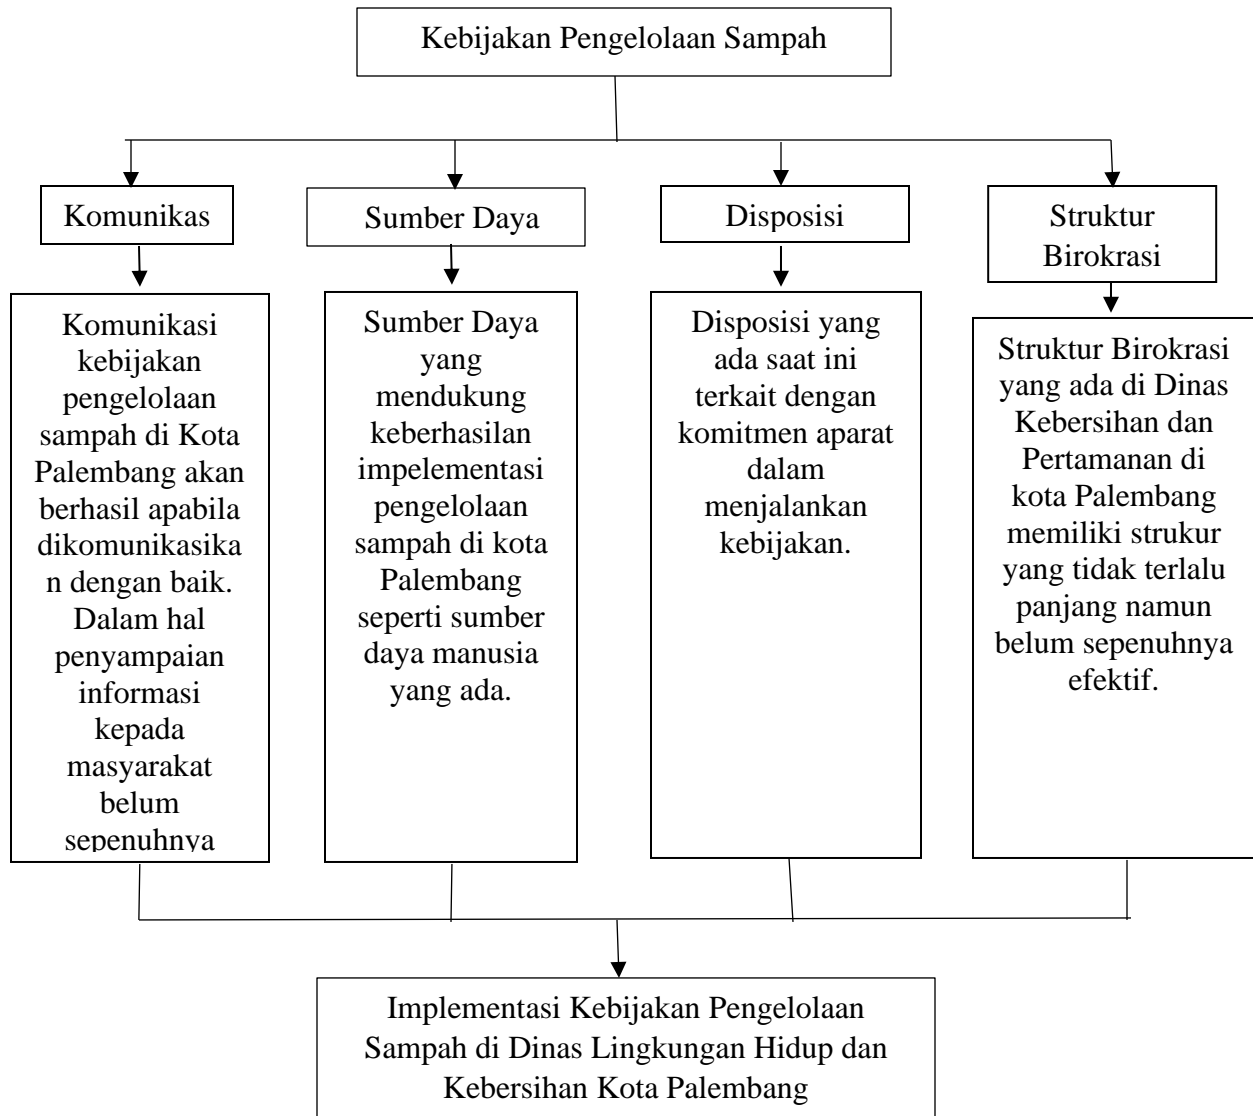 Kebijakan Pengelolaan Sampah
Komunikas
Sumber Daya
Disposisi
Struktur
Birokrasi
Komunikasi
kebijakan
pengelolaan
sampah di Kota
Palembang akan
berhasil apabila
dikomunikasika
n dengan baik.
Dalam hal
penyampaian
informasi
kepada
masyarakat
belum
sepenuhnya
Sumber Daya
yang
mendukung
keberhasilan
impelementasi
pengelolaan
sampah di kota
Palembang
seperti sumber
daya manusia
yang ada.
Disposisi yang
ada saat ini
terkait dengan
komitmen aparat
dalam
menjalankan
kebijakan.
Struktur Birokrasi
yang ada di Dinas
Kebersihan dan
Pertamanan di
kota Palembang
memiliki strukur
yang tidak terlalu
panjang namun
belum sepenuhnya
efektif.
Implementasi Kebijakan Pengelolaan
Sampah di Dinas Lingkungan Hidup dan
Kebersihan Kota Palembang